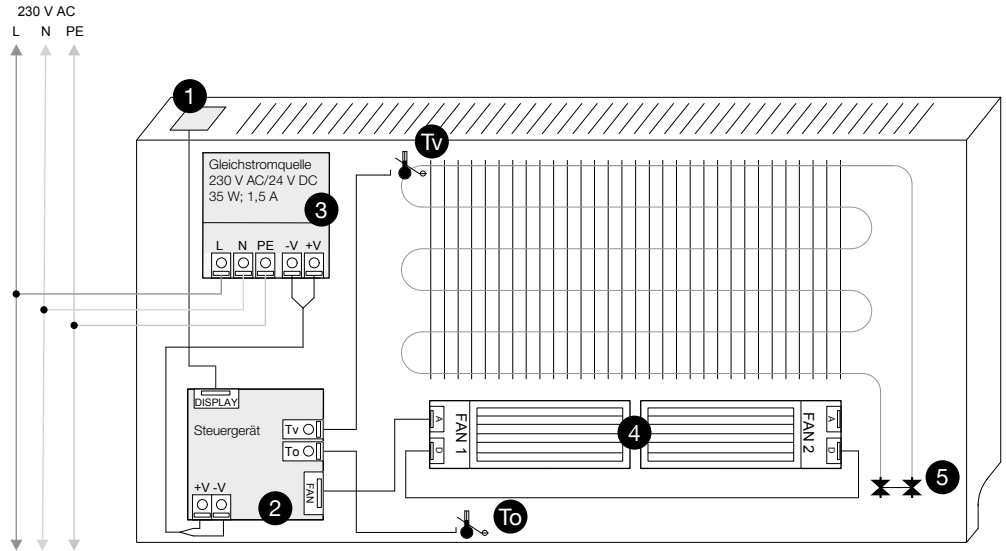 230 V AC
L N PE
1
Tv
Gleichstromquelle
230 V AC/24 V DC
35 W; 1,5 A
3
L N PE -V +V
DISPLAY
Steuergerät
Tv
To
FAN
+V -V
2
A
D
FAN 1
4
FAN 2
A
D
5
To